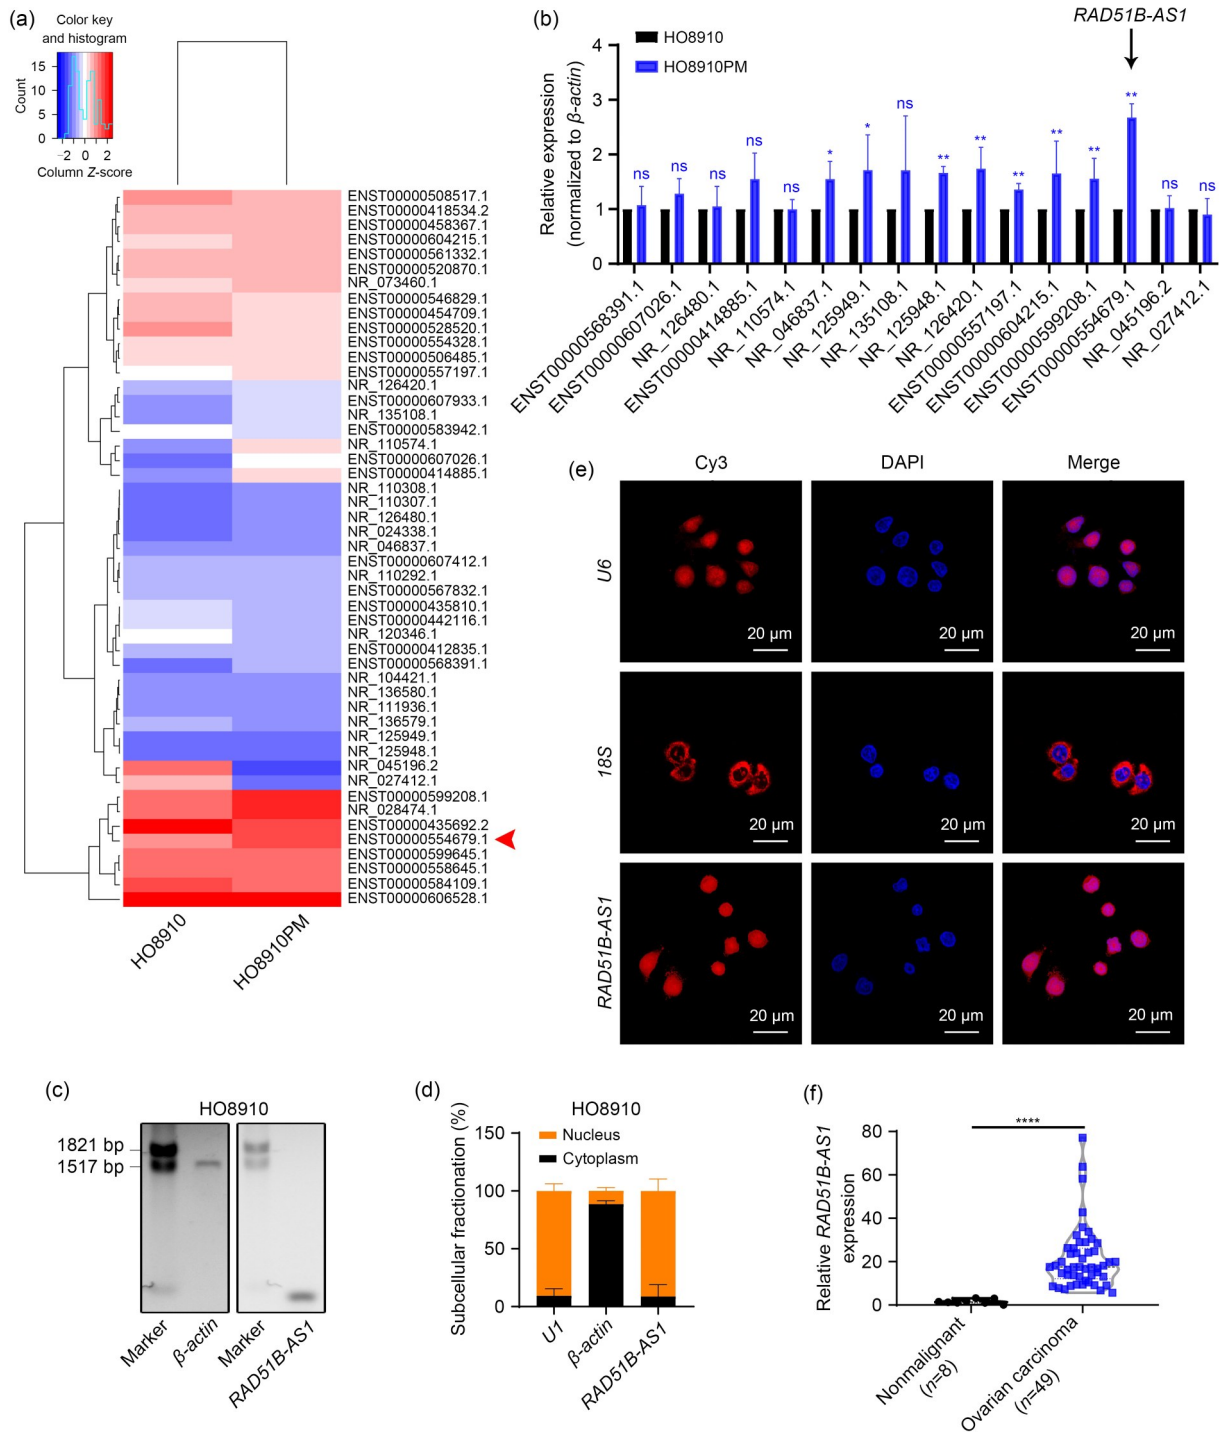 (a)
Color key
and histogram
Count
15
10
5
0
−2 0 2
Column Z-score
ENST00000508517.1
ENST00000418534.2
ENST00000458367.1
ENST00000604215.1
ENST00000561332.1
ENST00000520870.1
NR_073460.1
ENST00000546829.1
ENST00000454709.1
ENST00000528520.1
ENST00000554328.1
ENST00000506485.1
ENST00000557197.1
NR_126420.1
ENST00000607933.1
NR_135108.1
ENST00000583942.1
NR_110574.1
ENST00000607026.1
ENST00000414885.1
NR_110308.1
NR_110307.1
NR_126480.1
NR_024338.1
NR_046837.1
ENST00000607412.1
NR_110292.1
ENST00000567832.1
ENST00000435810.1
ENST00000442116.1
NR_120346.1
ENST00000412835.1
ENST00000568391.1
NR_104421.1
NR_136580.1
NR_111936.1
NR_136579.1
NR_125949.1
NR_125948.1
NR_045196.2
NR_027412.1
ENST00000599208.1
NR_028474.1
ENST00000435692.2
ENST00000554679.1
ENST00000599645.1
ENST00000558645.1
ENST00000584109.1
ENST00000606528.1
HO8910
HO8910PM
(b)
RAD51B-AS1
HO8910
HO8910PM
Relative expression
(normalized to β-actin)
4
3
2
1
0
ns ns ns ns ns * * ns ** ** ** ** ** ** ns ns
ENST00000568391.1
ENST00000607026.1
NR_126480.1
ENST00000414885.1
NR_110574.1
NR_046837.1
NR_125949.1
NR_135108.1
NR_125948.1
NR_126420.1
ENST00000557197.1
ENST00000604215.1
ENST00000599208.1
ENST00000554679.1
NR_045196.2
NR_027412.1
(e)
Cy3 DAPI Merge
U6
20 μm 20 μm 20 μm
18S
20 μm 20 μm 20 μm
RAD51B-AS1
20 μm 20 μm 20 μm
(c)
HO8910
1821 bp
1517 bp
Marker
β-actin
Marker
RAD51B-AS1
(d)
HO8910
Subcellular fractionation (%)
150
100
50
0
Nucleus
Cytoplasm
U1
β-actin
RAD51B-AS1
(f)
Relative RAD51B-AS1
expression
80
60
40
20
0
****
Nonmalignant
(n=8)
Ovarian carcinoma
(n=49)